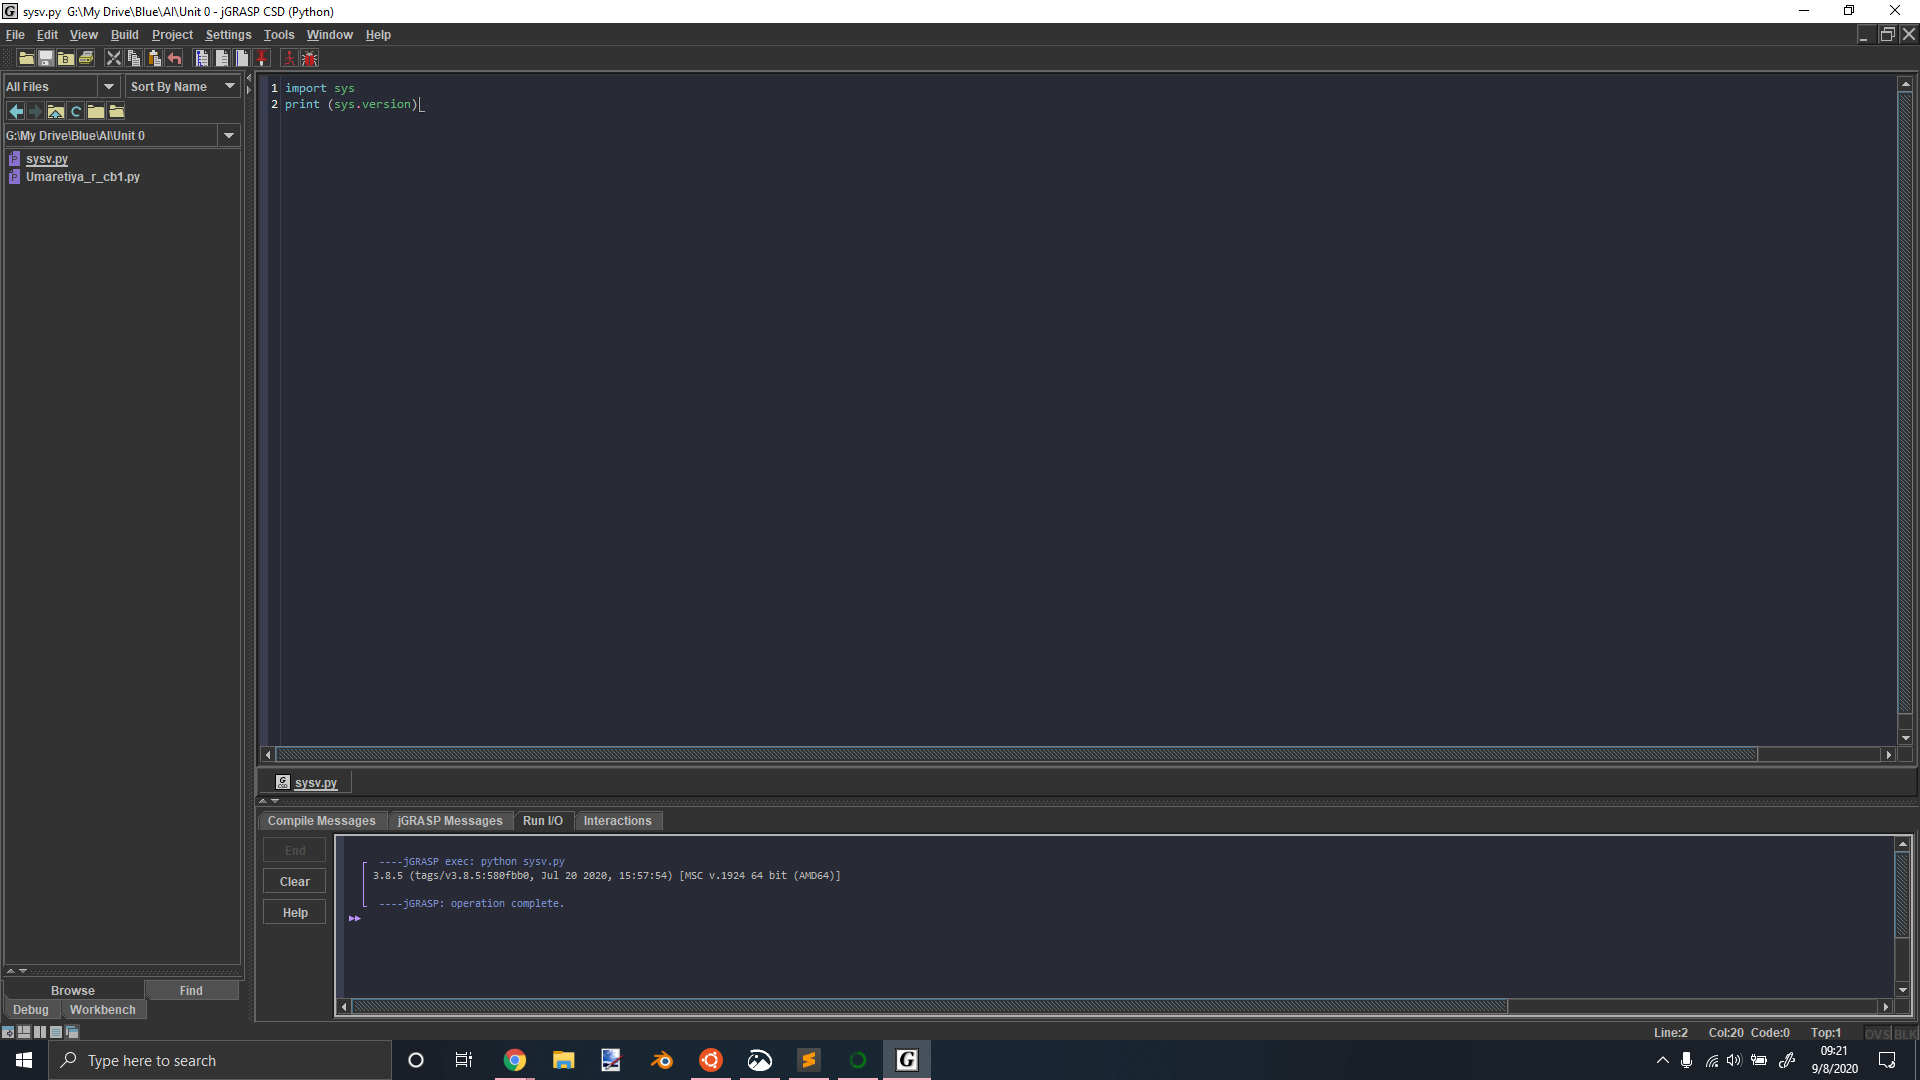 sysv.py  G:\My Drive\Blue\AI\Unit 0 - jGRASP CSD (Python)
File Edit View Build Project Settings Tools Window Help
All Files
Sort By Name
G:\My Drive\Blue\AI\Unit 0
sysv.py
Umaretiya_r_cb1.py
1 import sys
2 print (sys.version)
sysv.py
Compile Messages
jGRASP Messages
Run I/O
Interactions
End
Clear
Help
----jGRASP exec: python sysv.py
3.8.5 (tags/v3.8.5:580fbb0, Jul 20 2020, 15:57:54) [MSC v.1924 64 bit (AMD64)]
----jGRASP: operation complete.
Browse
Find
Debug
Workbench
Line:2 Col:20 Code:0 Top:1 OVS BLK
Type here to search
09:21
9/8/2020